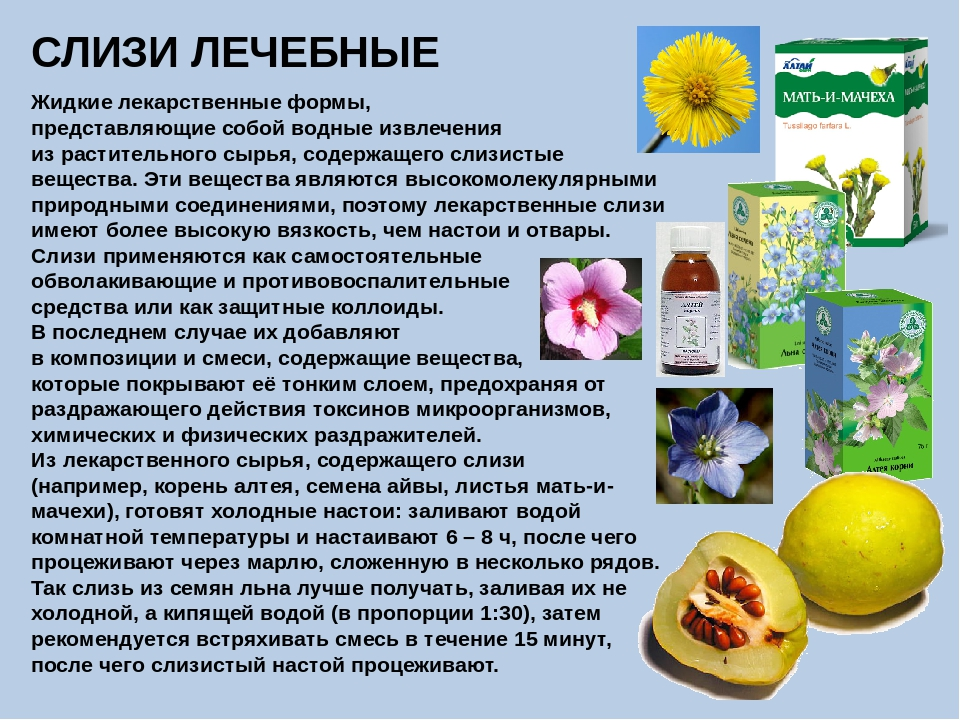 СЛИЗИ ЛЕЧЕБНЫЕ
Жидкие лекарственные формы,
представляющие собой водные извлечения
из растительного сырья, содержащего слизистые
вещества. Эти вещества являются высокомолекулярными
природными соединениями, поэтому лекарственные слизи
имеют более высокую вязкость, чем настои и отвары.
Слизи применяются как самостоятельные
обволакивающие и противовоспалительные
средства или как защитные коллоиды.
В последнем случае их добавляют
в композиции и смеси, содержащие вещества,
которые покрывают её тонким слоем, предохраняя от
раздражающего действия токсинов микроорганизмов,
химических и физических раздражителей.
Из лекарственного сырья, содержащего слизи
(например, корень алтея, семена айвы, листья мать-и-
мачехи), готовят холодные настои: заливают водой
комнатной температуры и настаивают 6 – 8 ч, после чего
процеживают через марлю, сложенную в несколько рядов.
Так слизь из семян льна лучше получать, заливая их не
холодной, а кипящей водой (в пропорции 1:30), затем
рекомендуется встряхивать смесь в течение 15 минут,
после чего слизистый настой процеживают.
АЛТАЙ
МАТЬ-И-МАЧЕХА
Tussilago farfara L.
АЛТЕЙ
Льна
Алтея корни